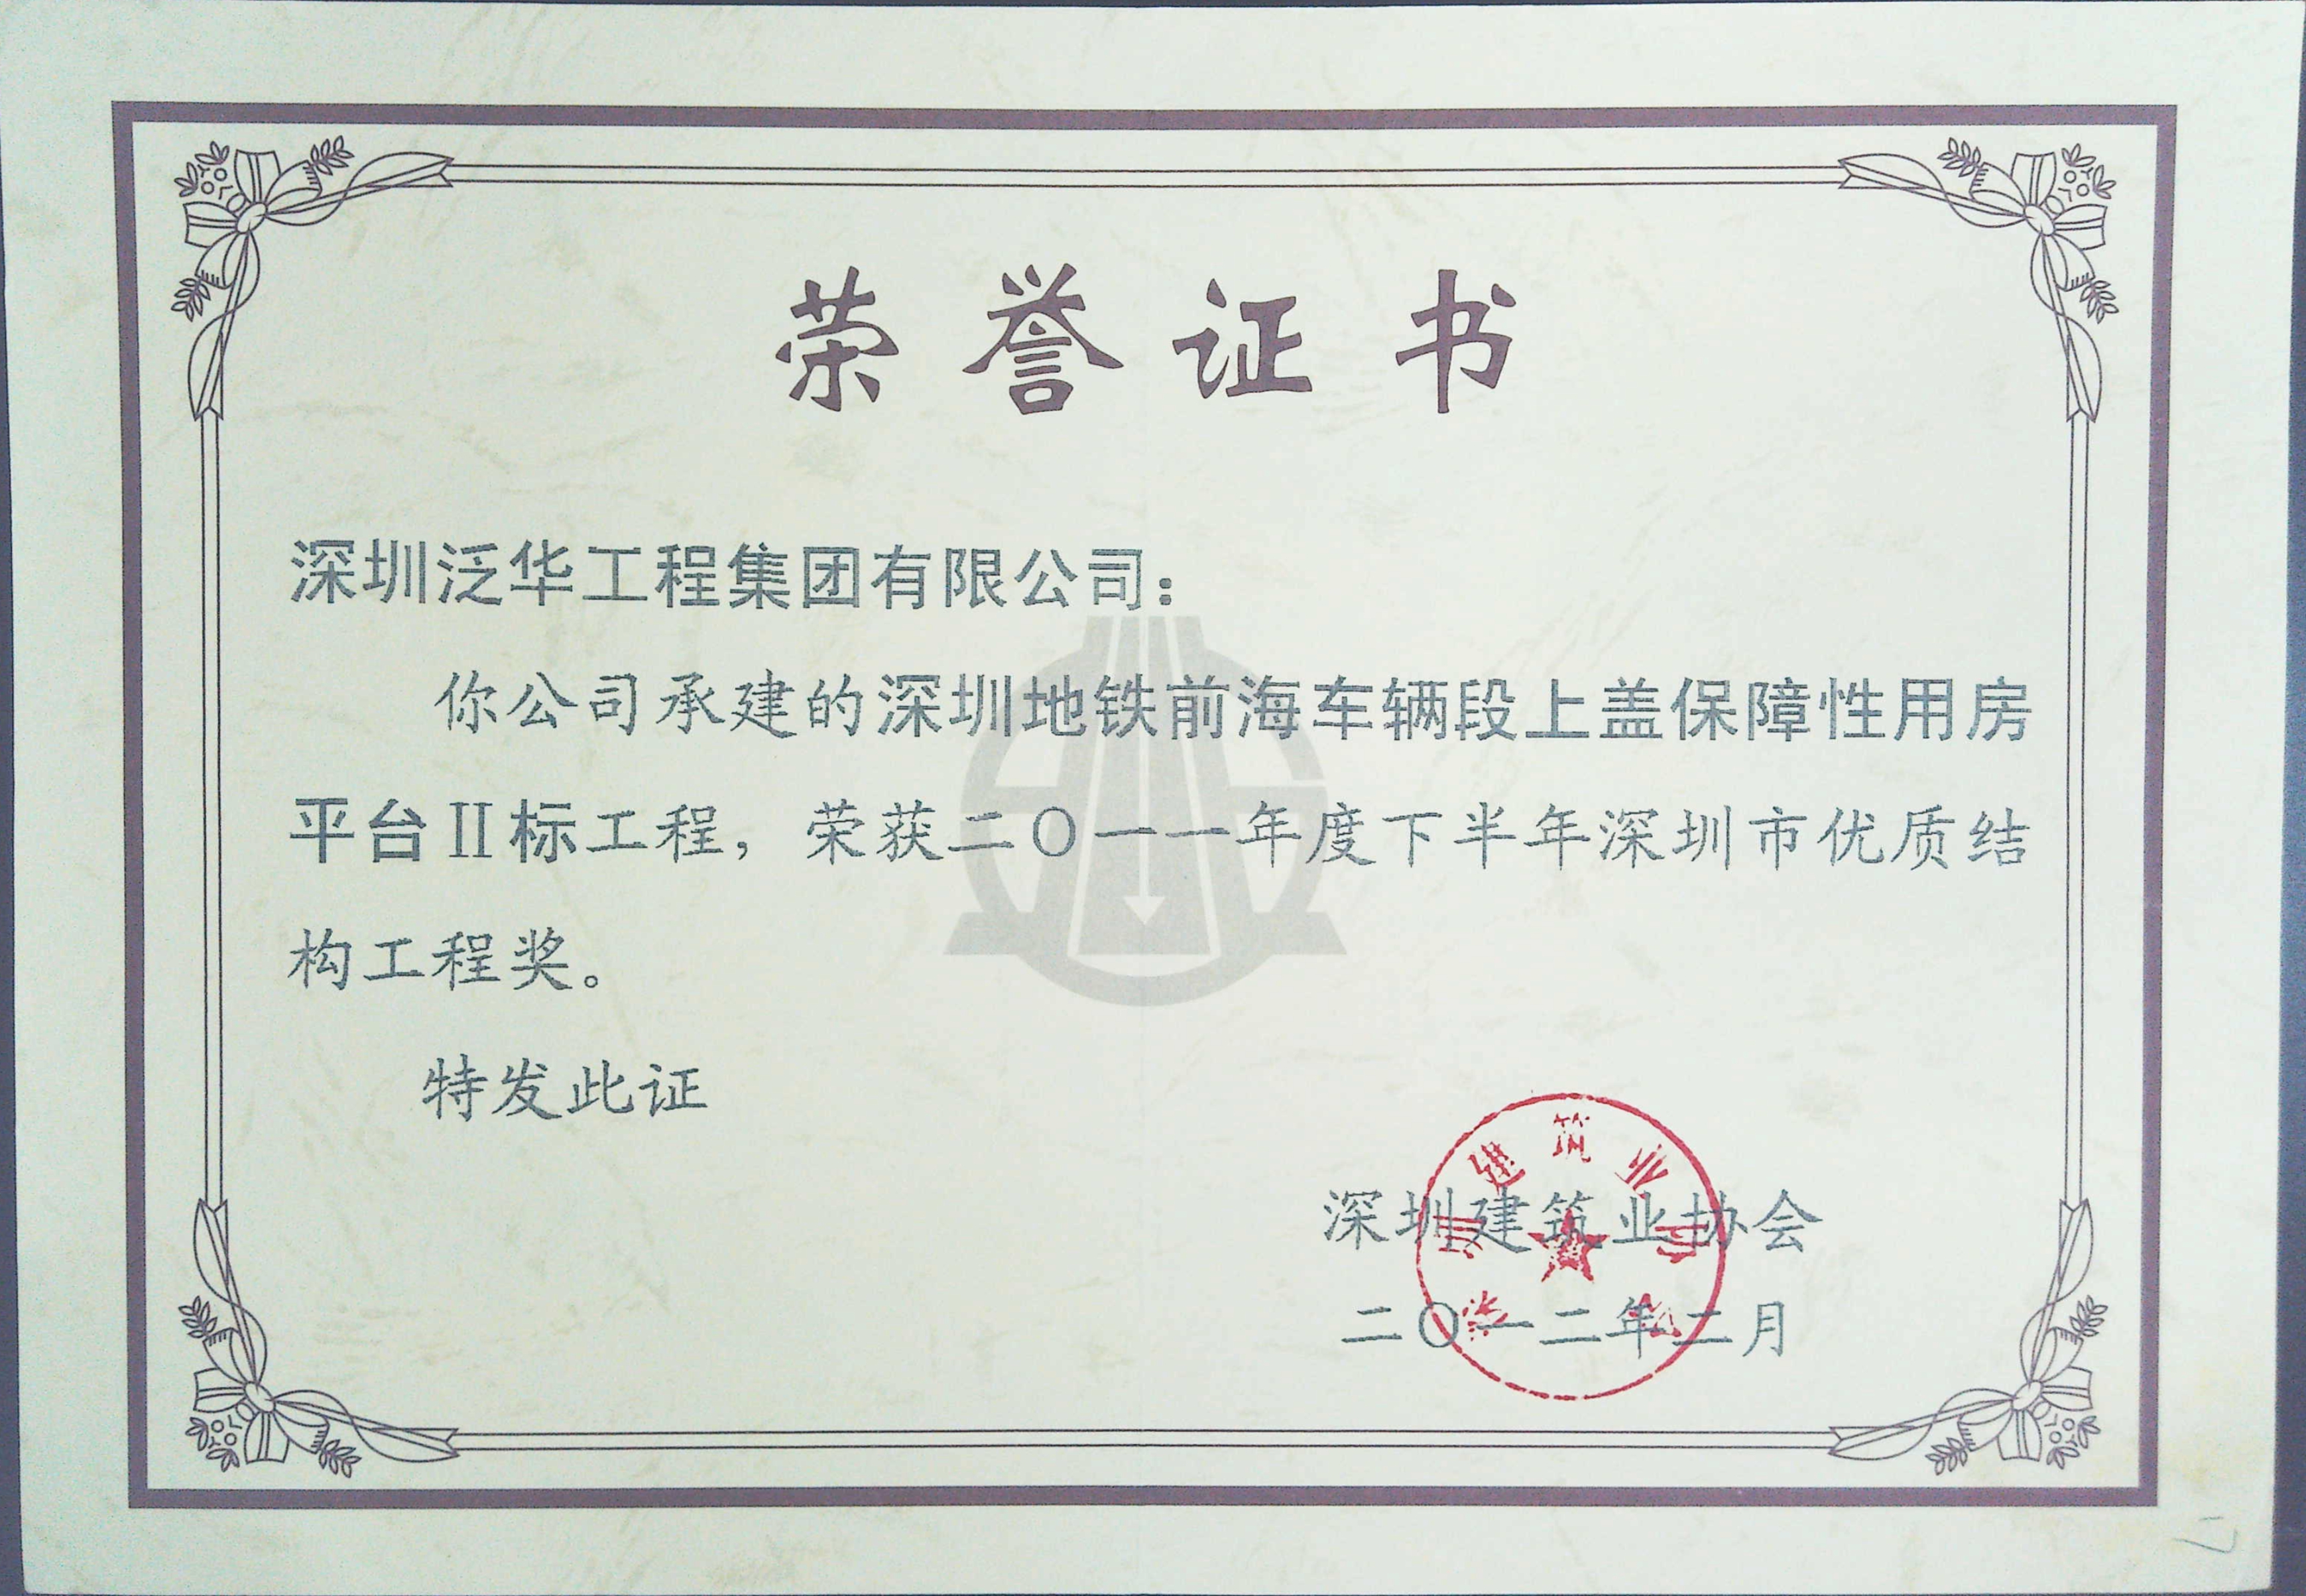 荣誉证书
深圳泛华工程集团有限公司：
你公司承建的深圳地铁前海车辆段上盖保障性用房
平台Ⅱ标工程，荣获二〇一一年度下半年深圳市优质结
构工程奖。
特发此证
建筑业
深圳建筑业协会
二〇一二年二月